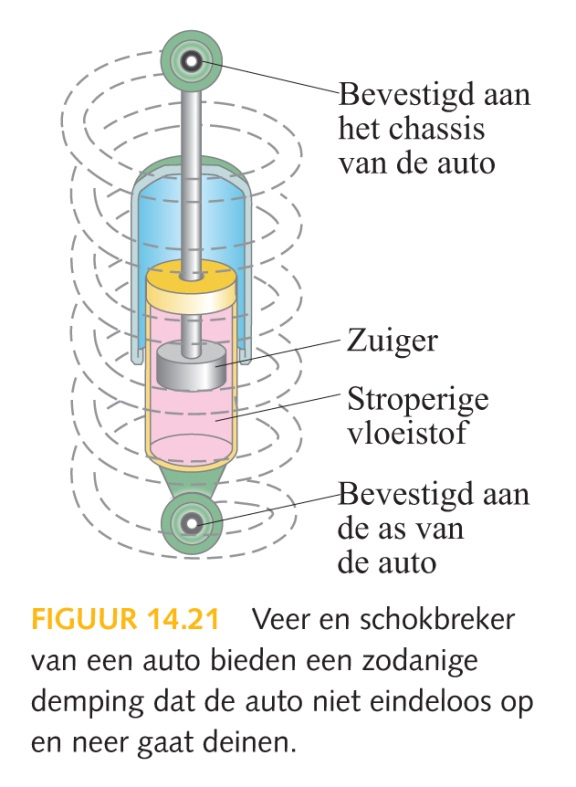 Bevestigd aan
het chassis
van de auto
Zuiger
Stroperige
vloeistof
Bevestigd aan
de as van
de auto
FIGUUR 14.21 Veer en schokbreker
van een auto bieden een zodanige
demping dat de auto niet eindeloos op
en neer gaat deinen.